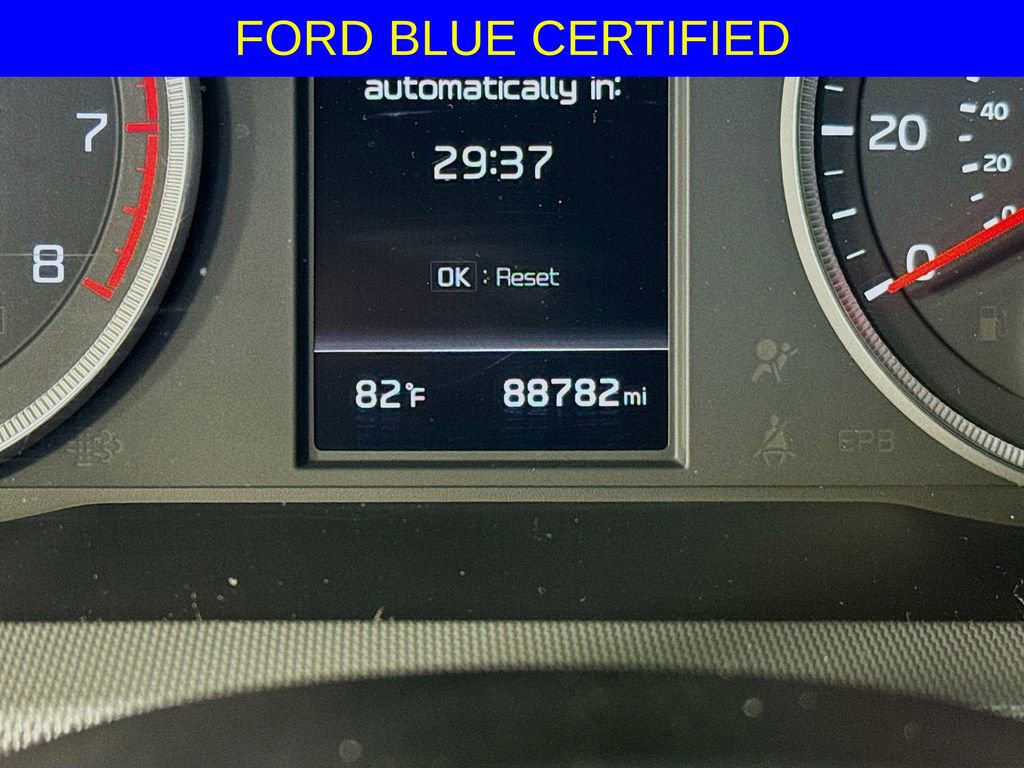 FORD BLUE CERTIFIED
automatically in:
29:37
OK : Reset
82°F 88782 mi
7
8
20
0
40
20
0
EPB